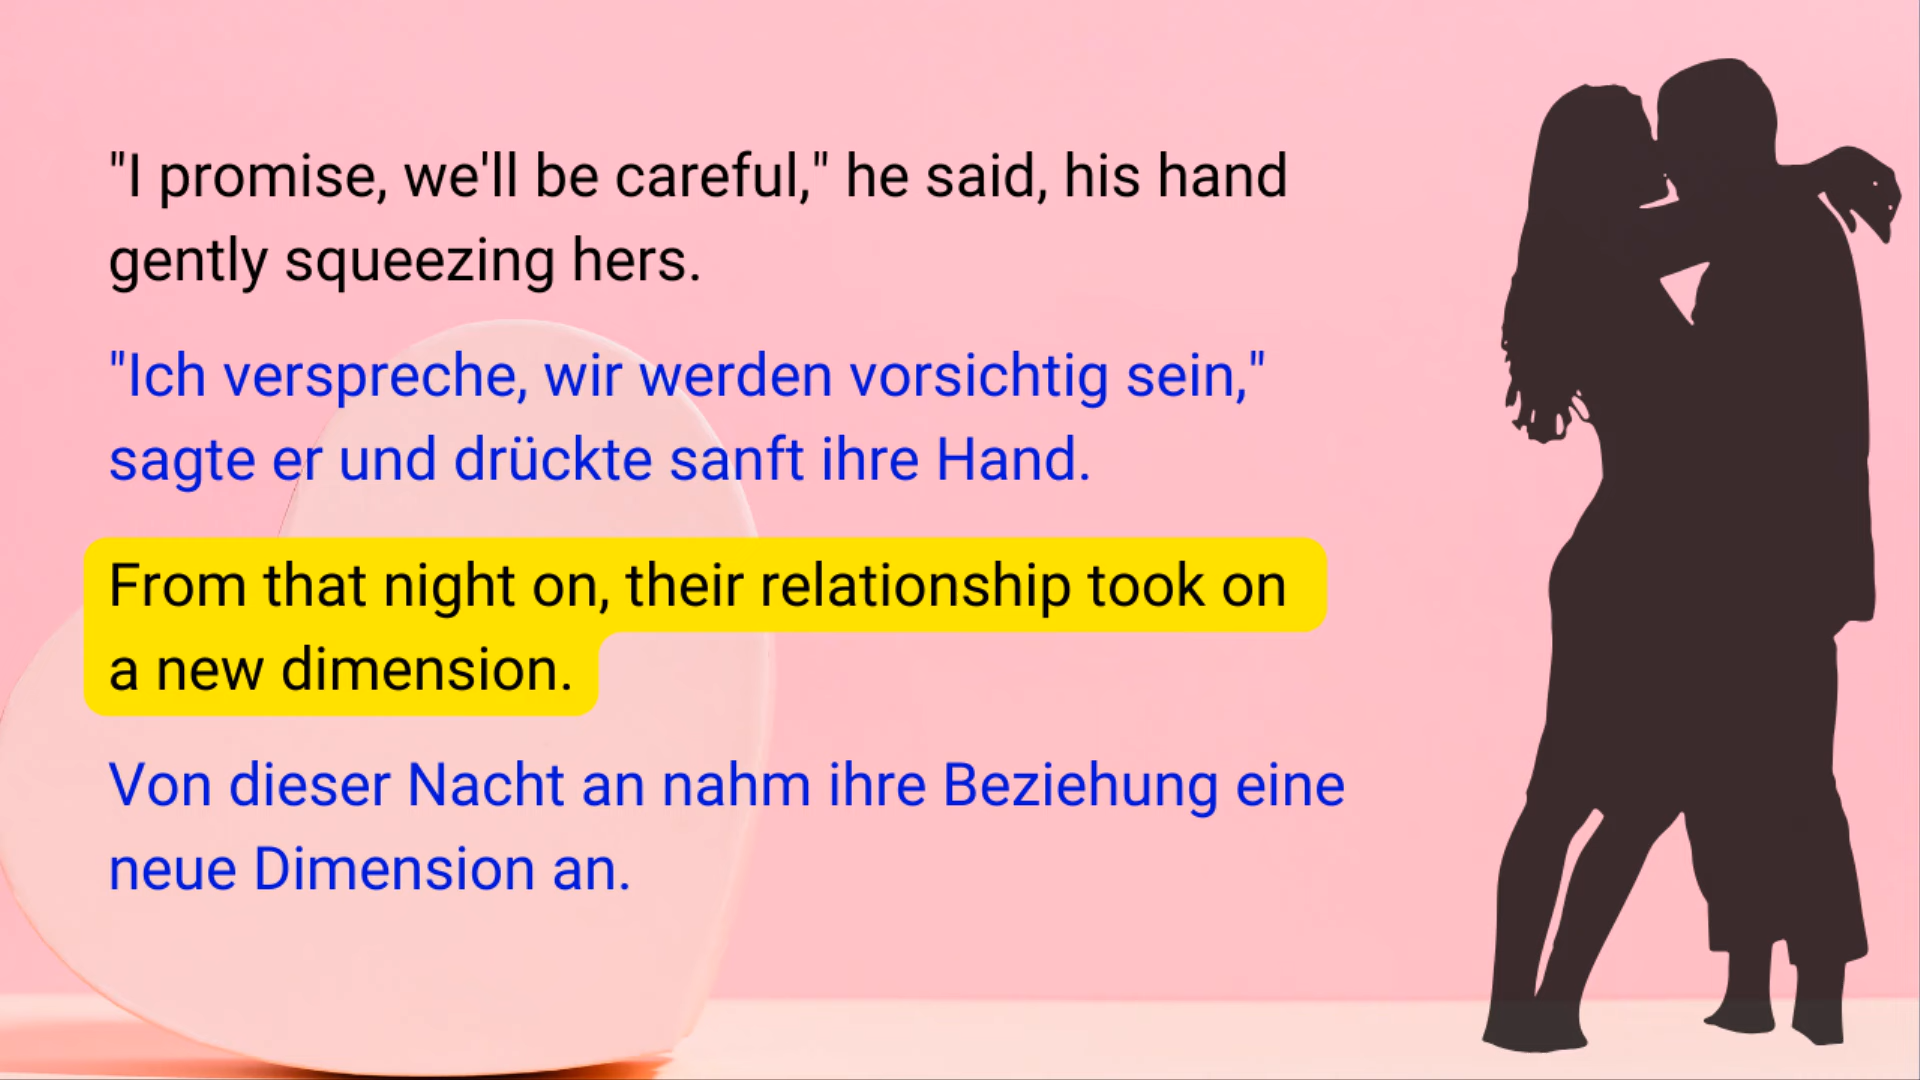 "I promise, we'll be careful," he said, his hand
gently squeezing hers.
"Ich verspreche, wir werden vorsichtig sein,"
sagte er und drückte sanft ihre Hand.
From that night on, their relationship took on
a new dimension.
Von dieser Nacht an nahm ihre Beziehung eine
neue Dimension an.